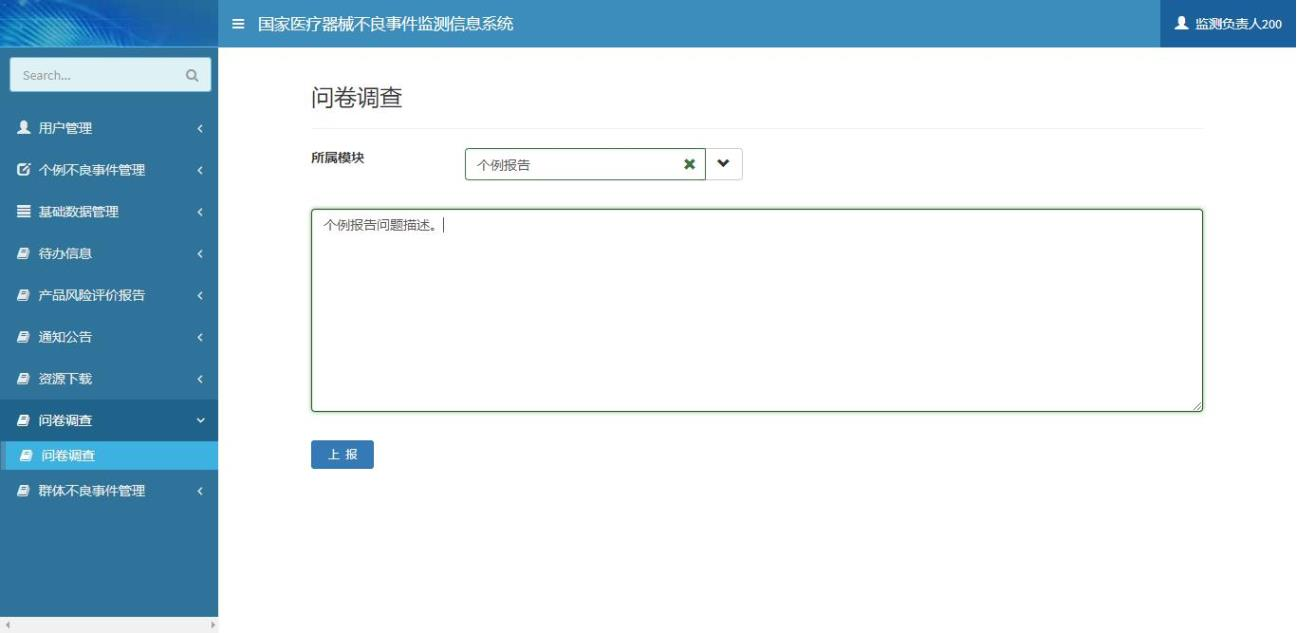 国家医疗器械不良事件监测信息系统
监测负责人200
Search...
用户管理
个例不良事件管理
基础数据管理
待办信息
产品风险评价报告
通知公告
资源下载
问卷调查
问卷调查
群体不良事件管理
问卷调查
所属模块
个例报告
个例报告问题描述。
上 报